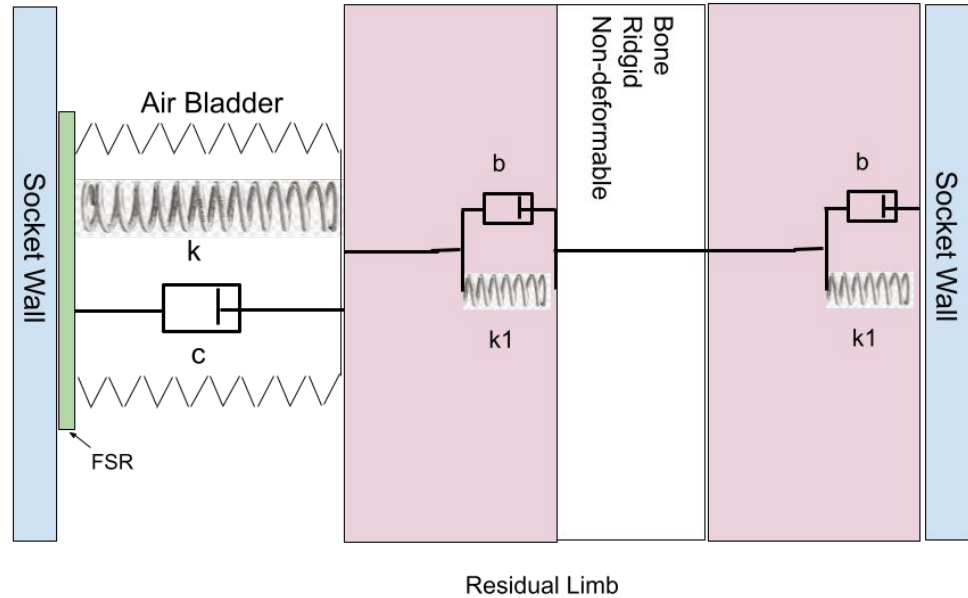 Socket Wall
Air Bladder
k
c
FSR
b
k1
Bone
Ridgid
Non-deformable
b
k1
Socket Wall
Residual Limb